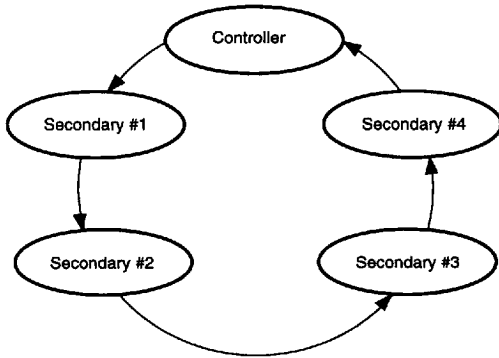 Controller
Secondary #1
Secondary #4
Secondary #2
Secondary #3